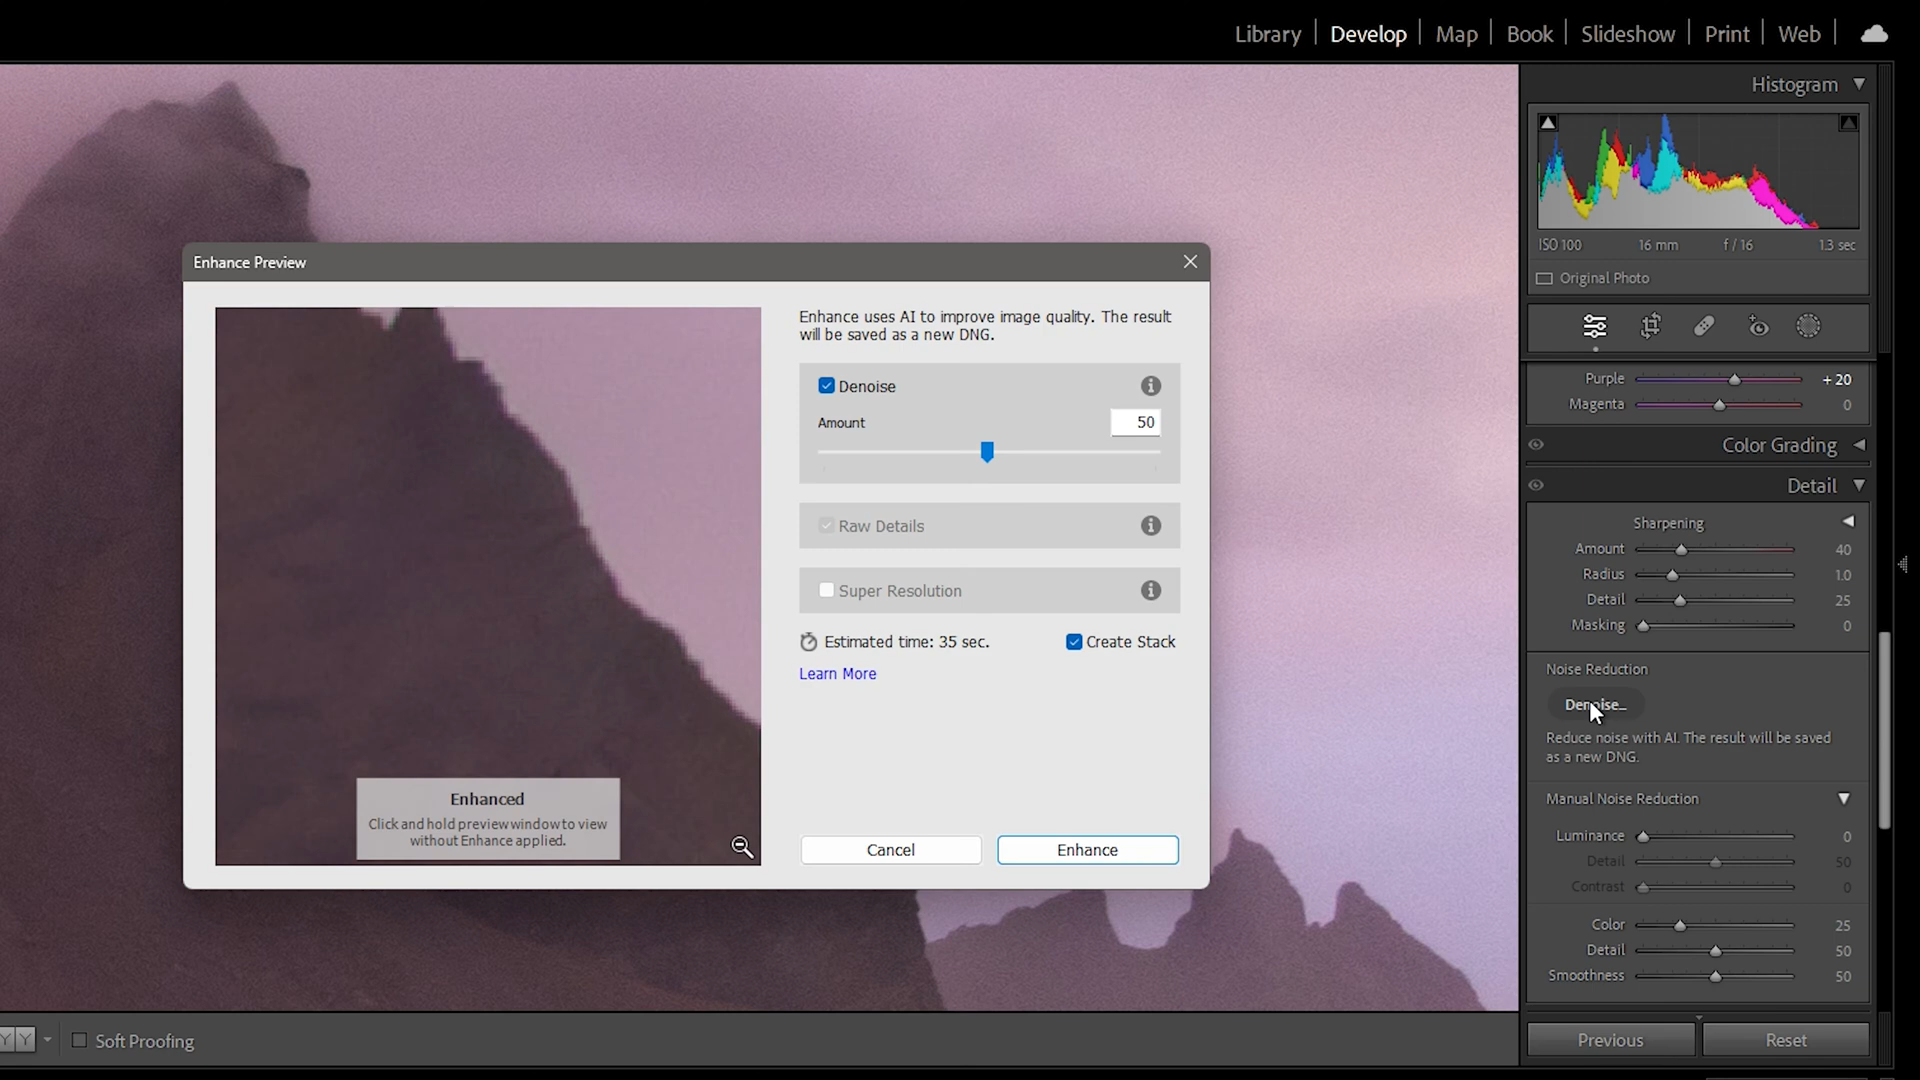 Library | Develop | Map | Book | Slideshow | Print | Web |
Histogram
ISO 100 16 mm f / 16 1.3 sec
Original Photo
Purple + 20
Magenta 0
Color Grading
Detail
Sharpening
Amount 40
Radius 1.0
Detail 25
Masking 0
Noise Reduction
Denoise...
Reduce noise with AI. The result will be saved
as a new DNG.
Manual Noise Reduction
Luminance 0
Detail 50
Contrast 0
Color 25
Detail 50
Smoothness 50
Previous Reset
Enhance Preview
Enhance uses AI to improve image quality. The result
will be saved as a new DNG.
Denoise
Amount 50
Raw Details
Super Resolution
Estimated time: 35 sec. Create Stack
Learn More
Enhanced
Click and hold preview window to view
without Enhance applied.
Cancel Enhance
Y Y Soft Proofing